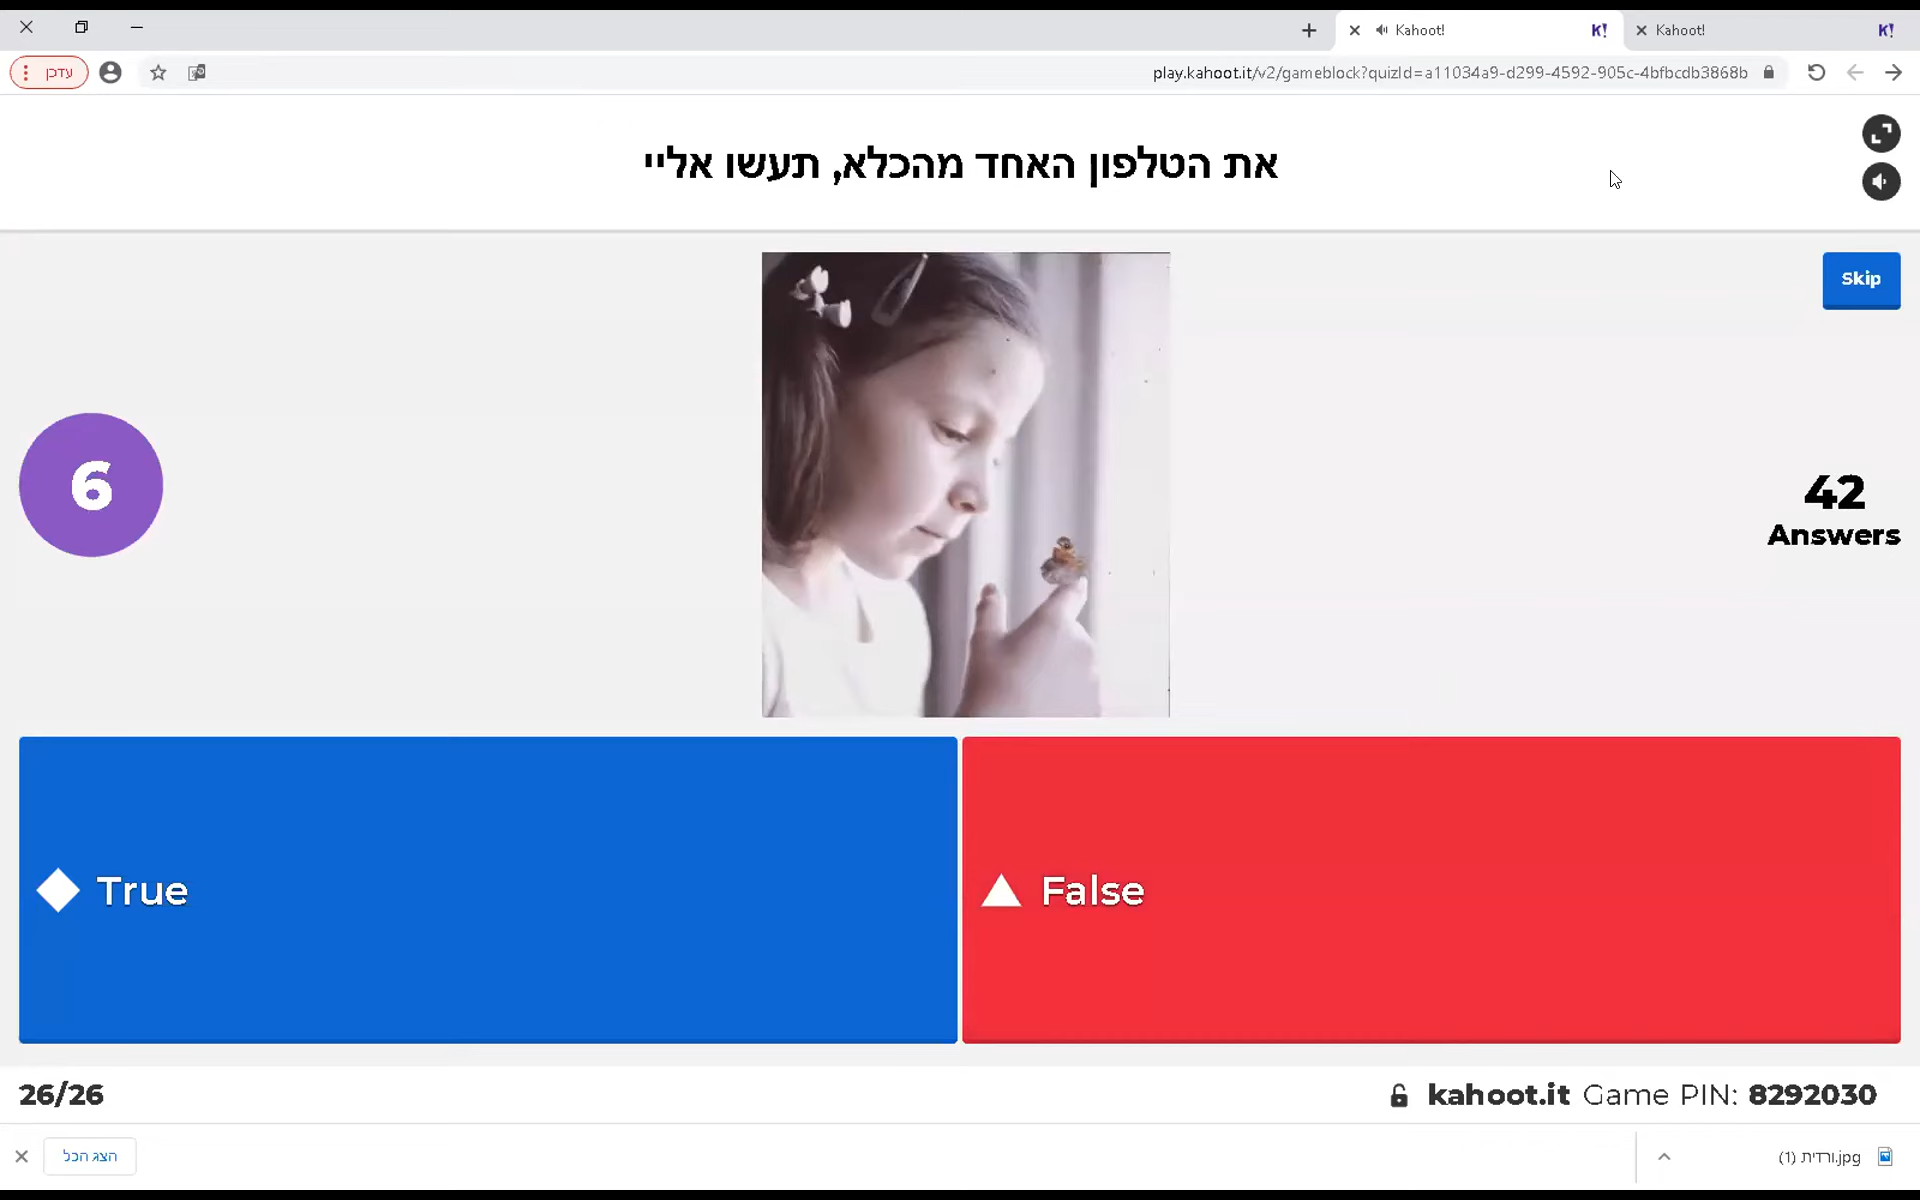 Kahoot!
Kahoot!
עדכן
play.kahoot.it/v2/gameblock?quizId=a11034a9-d299-4592-905c-4bfbcdb3868b
את הטלפון האחד מהכלא, תעשו אליי
Skip
6
42
Answers
True
False
26/26
kahoot.it Game PIN: 8292030
הצג הכל
ורדית (1).jpg